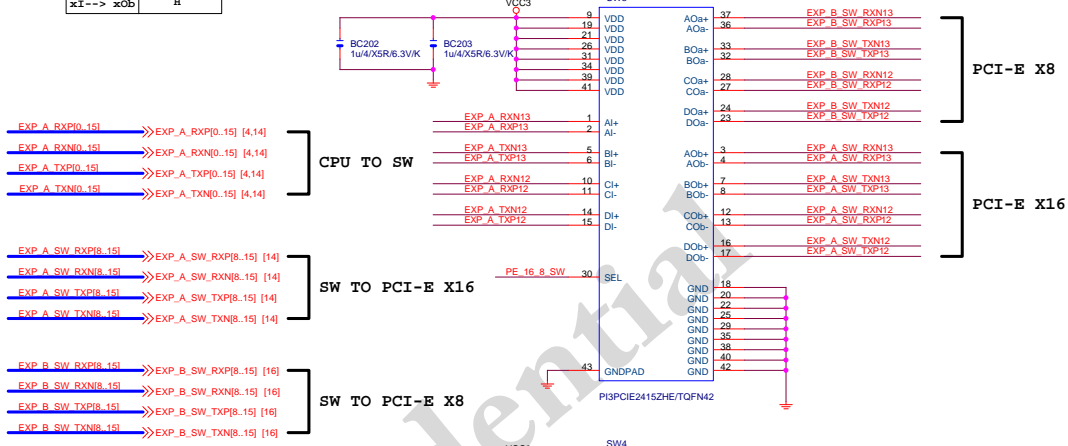 xI--> xOb H
VCC3
BC202
1u/4/X5R/6.3V/K
BC203
1u/4/X5R/6.3V/K
9 VDD
19 VDD
21 VDD
26 VDD
31 VDD
34 VDD
39 VDD
41 VDD
EXP_A_RXN13 1 AI+
EXP_A_RXP13 2 AI-
EXP_A_TXN13 5 BI+
EXP_A_TXP13 6 BI-
EXP_A_RXN12 10 CI+
EXP_A_RXP12 11 CI-
EXP_A_TXN12 14 DI+
EXP_A_TXP12 15 DI-
PE_16_8_SW 30 SEL
43 GNDPAD
AOa+ 37 EXP_B_SW_RXN13
AOa- 36 EXP_B_SW_RXP13
BOa+ 33 EXP_B_SW_TXN13
BOa- 32 EXP_B_SW_TXP13
COa+ 28 EXP_B_SW_RXN12
COa- 27 EXP_B_SW_RXP12
DOa+ 24 EXP_B_SW_TXN12
DOa- 23 EXP_B_SW_TXP12
PCI-E X8
AOb+ 3 EXP_A_SW_RXN13
AOb- 4 EXP_A_SW_RXP13
BOb+ 7 EXP_A_SW_TXN13
BOb- 8 EXP_A_SW_TXP13
COb+ 12 EXP_A_SW_RXN12
COb- 13 EXP_A_SW_RXP12
DOb+ 16 EXP_A_SW_TXN12
DOb- 17 EXP_A_SW_TXP12
PCI-E X16
GND 18
GND 20
GND 22
GND 25
GND 29
GND 35
GND 38
GND 40
GND 42
PI3PCIE2415ZHE/TQFN42
EXP_A_RXP[0..15] EXP_A_RXP[0..15] [4,14]
EXP_A_RXN[0..15] EXP_A_RXN[0..15] [4,14]
EXP_A_TXP[0..15] EXP_A_TXP[0..15] [4,14]
EXP_A_TXN[0..15] EXP_A_TXN[0..15] [4,14]
CPU TO SW
EXP_A_SW_RXP[8..15] EXP_A_SW_RXP[8..15] [14]
EXP_A_SW_RXN[8..15] EXP_A_SW_RXN[8..15] [14]
EXP_A_SW_TXP[8..15] EXP_A_SW_TXP[8..15] [14]
EXP_A_SW_TXN[8..15] EXP_A_SW_TXN[8..15] [14]
SW TO PCI-E X16
EXP_B_SW_RXP[8..15] EXP_B_SW_RXP[8..15] [16]
EXP_B_SW_RXN[8..15] EXP_B_SW_RXN[8..15] [16]
EXP_B_SW_TXP[8..15] EXP_B_SW_TXP[8..15] [16]
EXP_B_SW_TXN[8..15] EXP_B_SW_TXN[8..15] [16]
SW TO PCI-E X8
SW4
dential